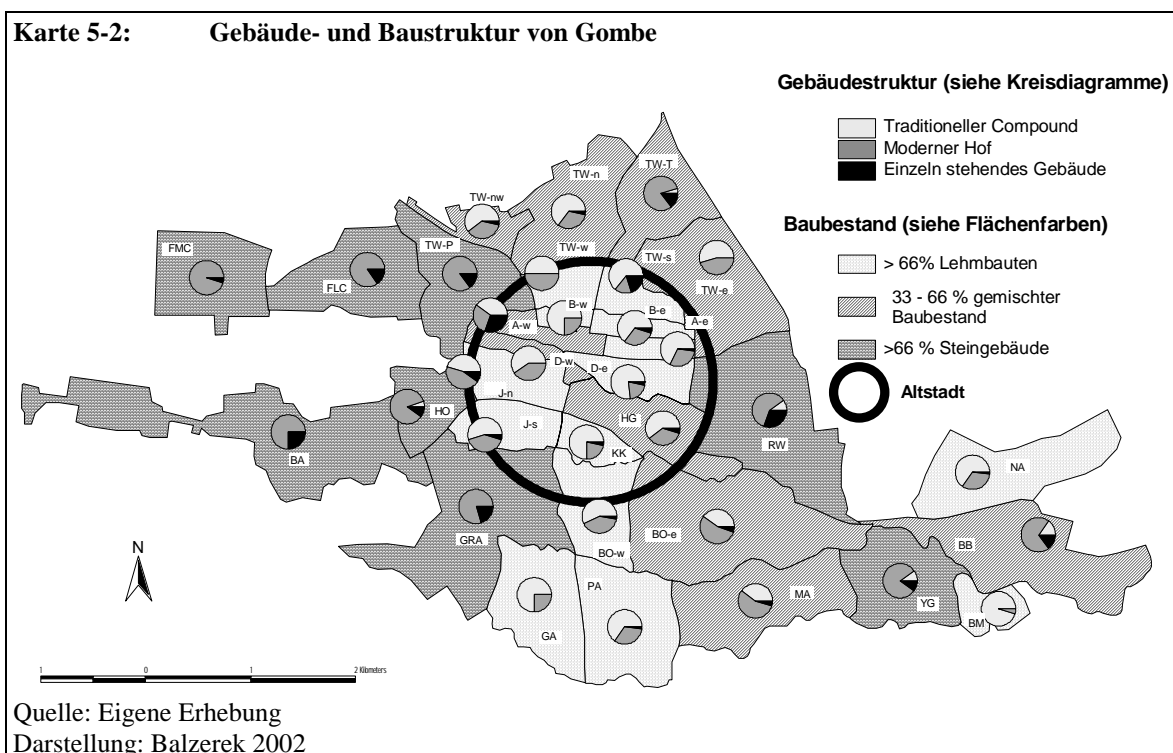 Karte 5-2: Gebäude- und Baustruktur von Gombe
Gebäudestruktur (siehe Kreisdiagramme)
Traditioneller Compound
Moderner Hof
Einzeln stehendes Gebäude
Baubestand (siehe Flächenfarben)
> 66% Lehmbauten
33 - 66 % gemischter
Baubestand
>66 % Steingebäude
Altstadt
TW-T
TW-n
TW-nw
TW-P
TW-w
TW-s
TW-e
FMC
FLC
B-w
B-e
A-e
A-w
D-w
D-e
J-n
J-s
HG
KK
HO
BA
RW
NA
GRA
BO-w
BO-e
BB
PA
MA
YG
BM
GA
N
1 0 1 2 Kilometers
Quelle: Eigene Erhebung
Darstellung: Balzerek 2002